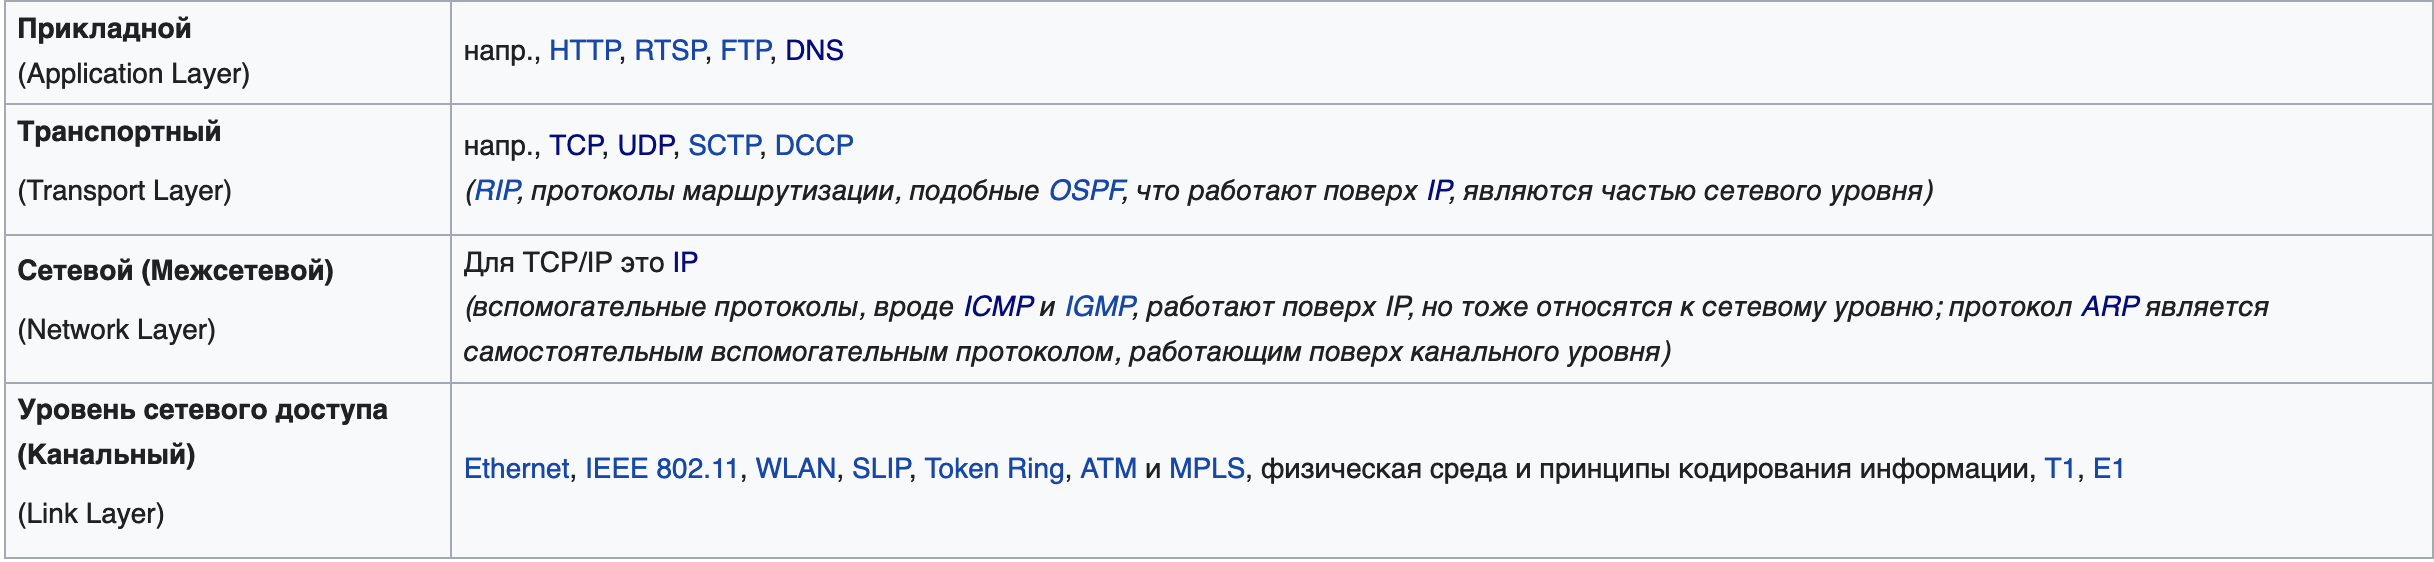 Прикладной
(Application Layer)
напр., HTTP, RTSP, FTP, DNS
Транспортный
(Transport Layer)
напр., TCP, UDP, SCTP, DCCP
(RIP, протоколы маршрутизации, подобные OSPF, что работают поверх IP, являются частью сетевого уровня)
Сетевой (Межсетевой)
(Network Layer)
Для TCP/IP это IP
(вспомогательные протоколы, вроде ICMP и IGMP, работают поверх IP, но тоже относятся к сетевому уровню; протокол ARP является
самостоятельным вспомогательным протоколом, работающим поверх канального уровня)
Уровень сетевого доступа
(Канальный)
(Link Layer)
Ethernet, IEEE 802.11, WLAN, SLIP, Token Ring, ATM и MPLS, физическая среда и принципы кодирования информации, T1, E1